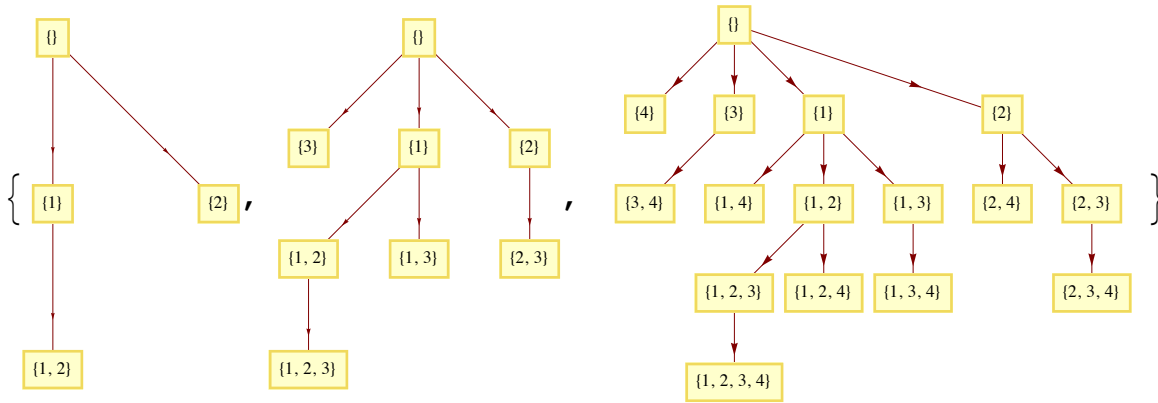 {} {} {}
{4} {3} {1} {2}
{3} {1} {2}
{ {1} {2} , , {3, 4} {1, 4} {1, 2} {1, 3} {2, 4} {2, 3} }
{1, 2} {1, 3} {2, 3}
{1, 2, 3} {1, 2, 4} {1, 3, 4} {2, 3, 4}
{1, 2} {1, 2, 3}
{1, 2, 3, 4}